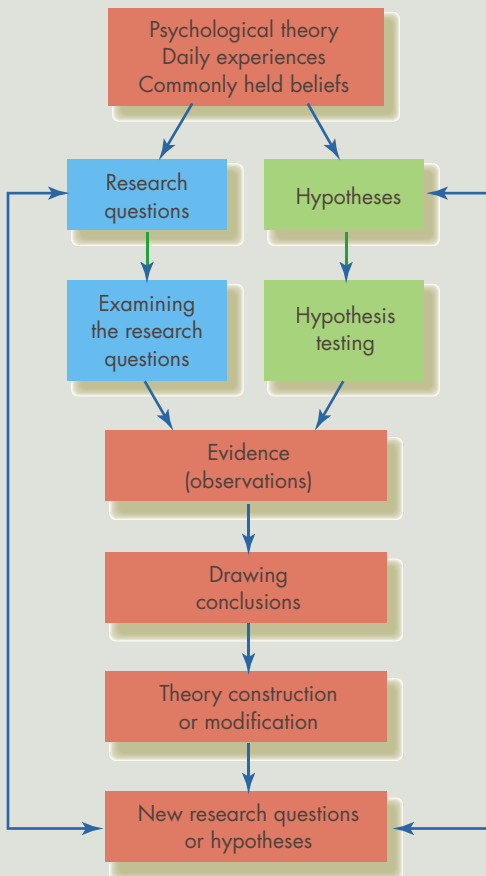 Psychological theory
Daily experiences
Commonly held beliefs
Research
questions
Hypotheses
Examining
the research
questions
Hypothesis
testing
Evidence
(observations)
Drawing
conclusions
Theory construction
or modification
New research questions
or hypotheses